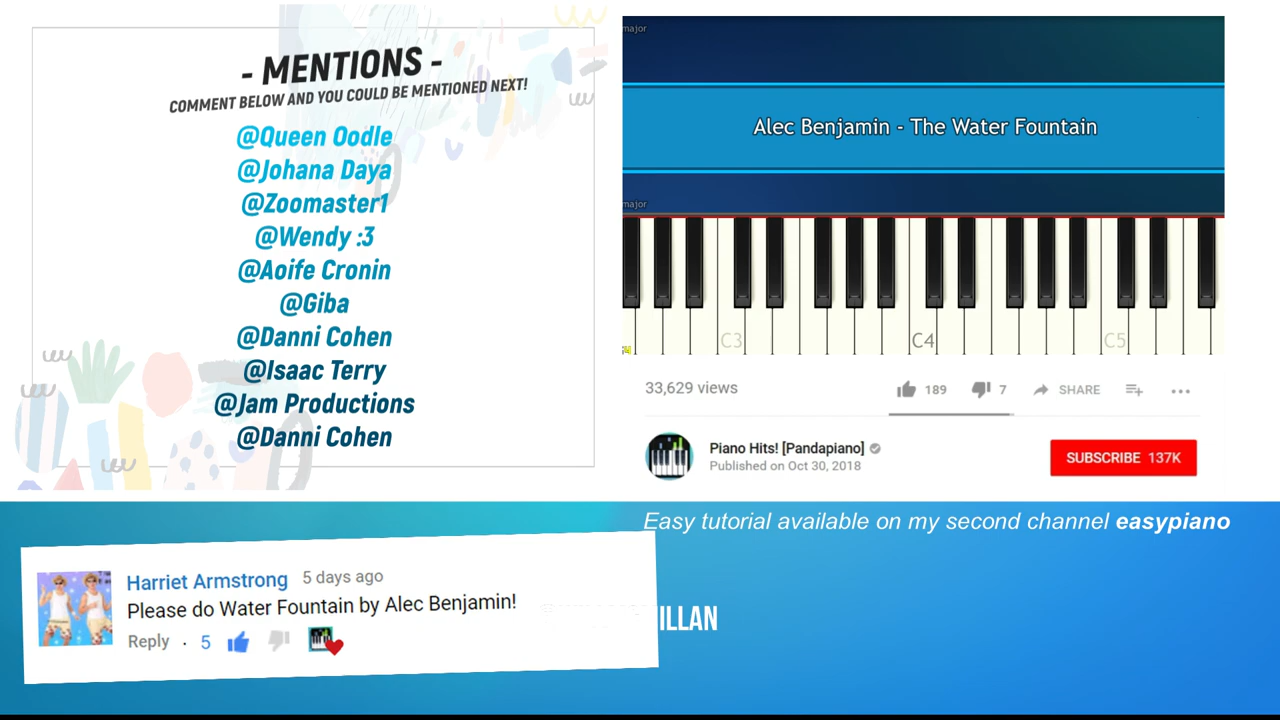 - MENTIONS -
COMMENT BELOW AND YOU COULD BE MENTIONED NEXT!
@Queen Oodle
@Johana Daya
@Zoomaster1
@Wendy :3
@Aoife Cronin
@Giba
@Danni Cohen
@Isaac Terry
@Jam Productions
@Danni Cohen
major
Alec Benjamin - The Water Fountain
major
C3 C4 C5
33,629 views 189 7 SHARE
Piano Hits! [Pandapiano]
Published on Oct 30, 2018
SUBSCRIBE 137K
Easy tutorial available on my second channel easypiano
Harriet Armstrong 5 days ago
Please do Water Fountain by Alec Benjamin!
Reply · 5